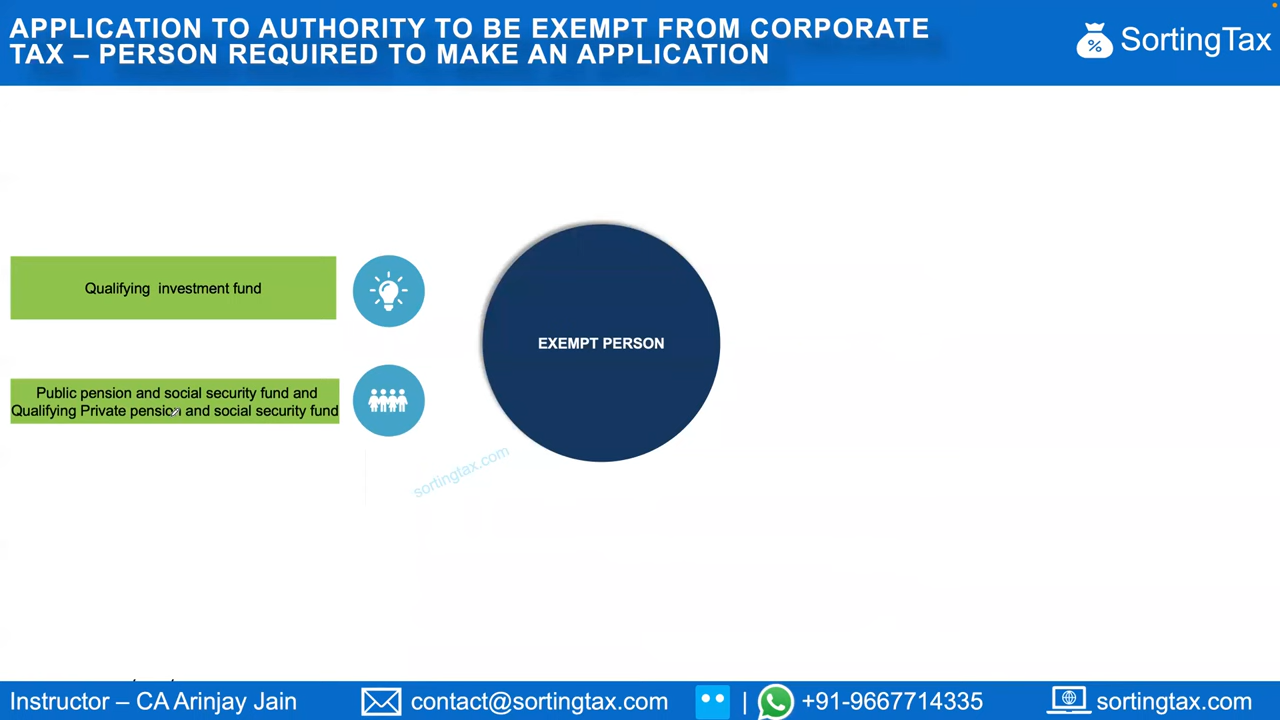 APPLICATION TO AUTHORITY TO BE EXEMPT FROM CORPORATE
TAX – PERSON REQUIRED TO MAKE AN APPLICATION
% SortingTax
Qualifying investment fund
EXEMPT PERSON
Public pension and social security fund and
Qualifying Private pension and social security fund
sortingtax.com
Instructor – CA Arinjay Jain
contact@sortingtax.com
| +91-9667714335
sortingtax.com